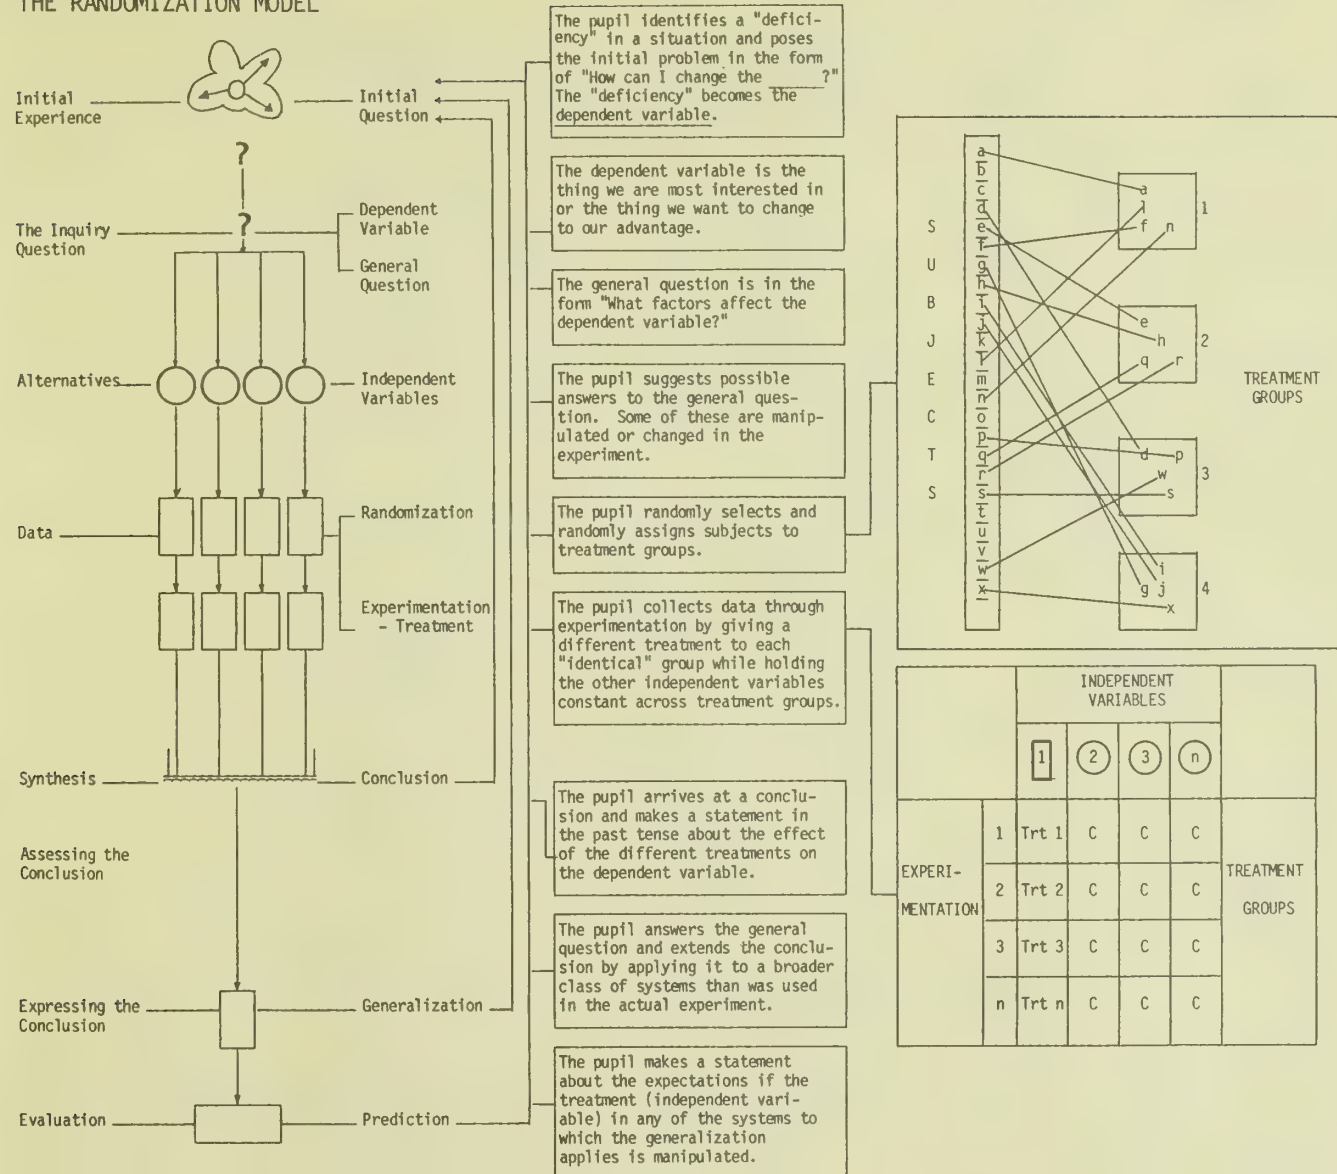 THE RANDOMIZATION MODEL
Initial
Experience
Initial
Question
?
?
The Inquiry
Question
Dependent
Variable
General
Question
Alternatives
Independent
Variables
Data
Randomization
Experimentation
- Treatment
Synthesis
Conclusion
Assessing the
Conclusion
Expressing the
Conclusion
Generalization
Evaluation
Prediction
The pupil identifies a "defici-
ency" in a situation and poses
the initial problem in the form
of "How can I change the _____?"
The "deficiency" becomes the
dependent variable.
The dependent variable is the
thing we are most interested in
or the thing we want to change
to our advantage.
The general question is in the
form "What factors affect the
dependent variable?"
The pupil suggests possible
answers to the general ques-
tion. Some of these are manip-
ulated or changed in the
experiment.
The pupil randomly selects and
randomly assigns subjects to
treatment groups.
The pupil collects data through
experimentation by giving a
different treatment to each
"identical" group while holding
the other independent variables
constant across treatment groups.
The pupil arrives at a conclu-
sion and makes a statement in
the past tense about the effect
of the different treatments on
the dependent variable.
The pupil answers the general
question and extends the conclu-
sion by applying it to a broader
class of systems than was used
in the actual experiment.
The pupil makes a statement
about the expectations if the
treatment (independent vari-
able) in any of the systems to
which the generalization
applies is manipulated.
S
U
B
J
E
C
T
S
a
b
c
d
e
f
g
h
i
j
k
l
m
n
o
p
q
r
s
t
u
v
w
x
a
l
f n
1
e
h
q r
2
d p
w
s
3
i
g j
x
4
TREATMENT
GROUPS
INDEPENDENT
VARIABLES
1 2 3 n
EXPERI-
MENTATION
1 Trt 1 C C C
2 Trt 2 C C C
3 Trt 3 C C C
n Trt n C C C
TREATMENT
GROUPS